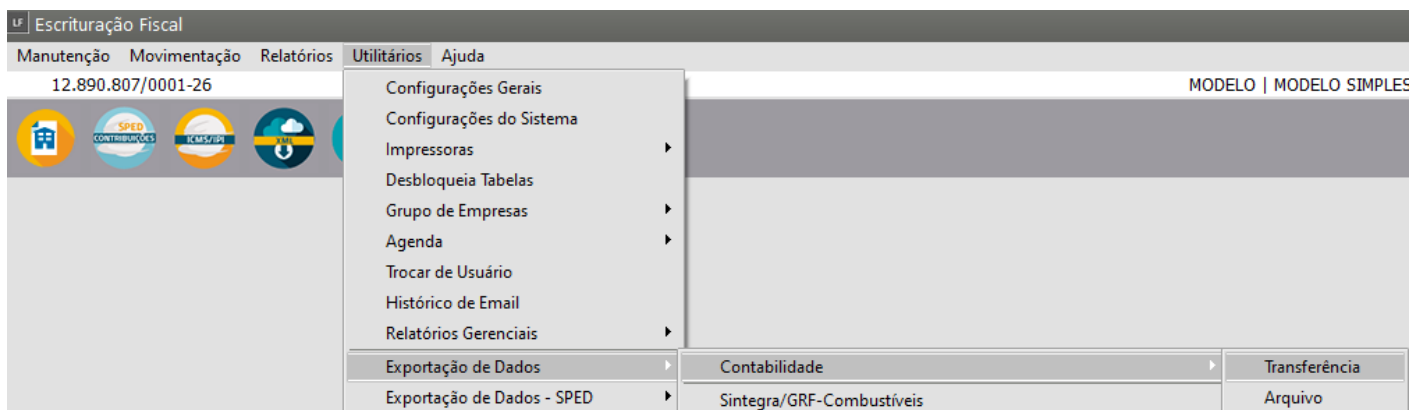 LF Escrituração Fiscal
Manutenção Movimentação Relatórios Utilitários Ajuda
12.890.807/0001-26 MODELO | MODELO SIMPLES
SPED CONTRIBUIÇÕES
ICMS/IPI
XML
Configurações Gerais
Configurações do Sistema
Impressoras
Desbloqueia Tabelas
Grupo de Empresas
Agenda
Trocar de Usuário
Histórico de Email
Relatórios Gerenciais
Exportação de Dados Contabilidade Transferência
Exportação de Dados - SPED Sintegra/GRF-Combustíveis Arquivo